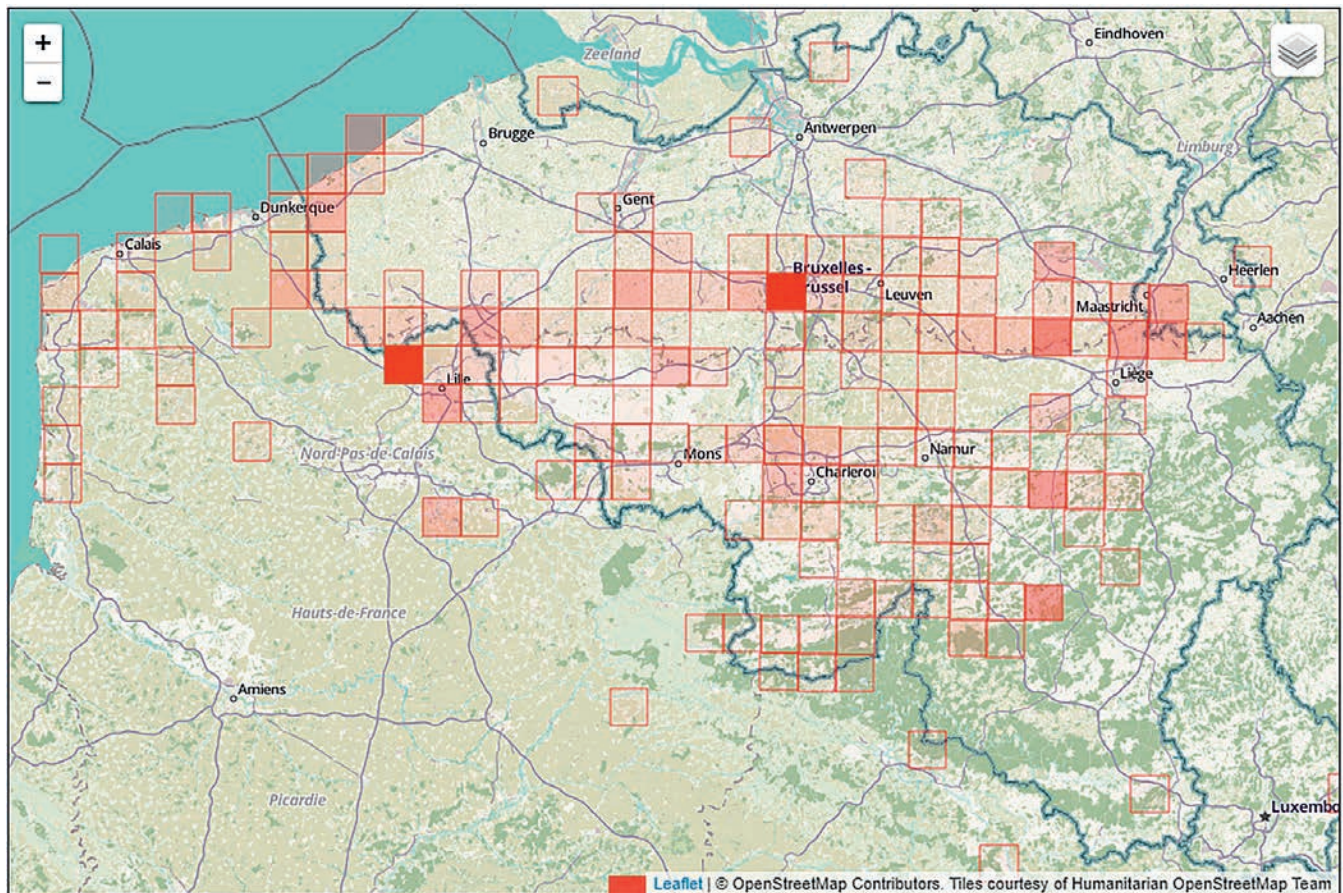 +
−
Zeeland
Eindhoven
Brugge
Antwerpen
Limburg
Gent
Dunkerque
Calais
Bruxelles -
Brussel
Leuven
Heerlen
Maastricht
Aachen
Lille
Liège
Nord-Pas-de-Calais
Mons
Namur
Charleroi
Hauts-de-France
Amiens
Picardie
Luxembo
Leaflet | © OpenStreetMap Contributors. Tiles courtesy of Humanitarian OpenStreetMap Team